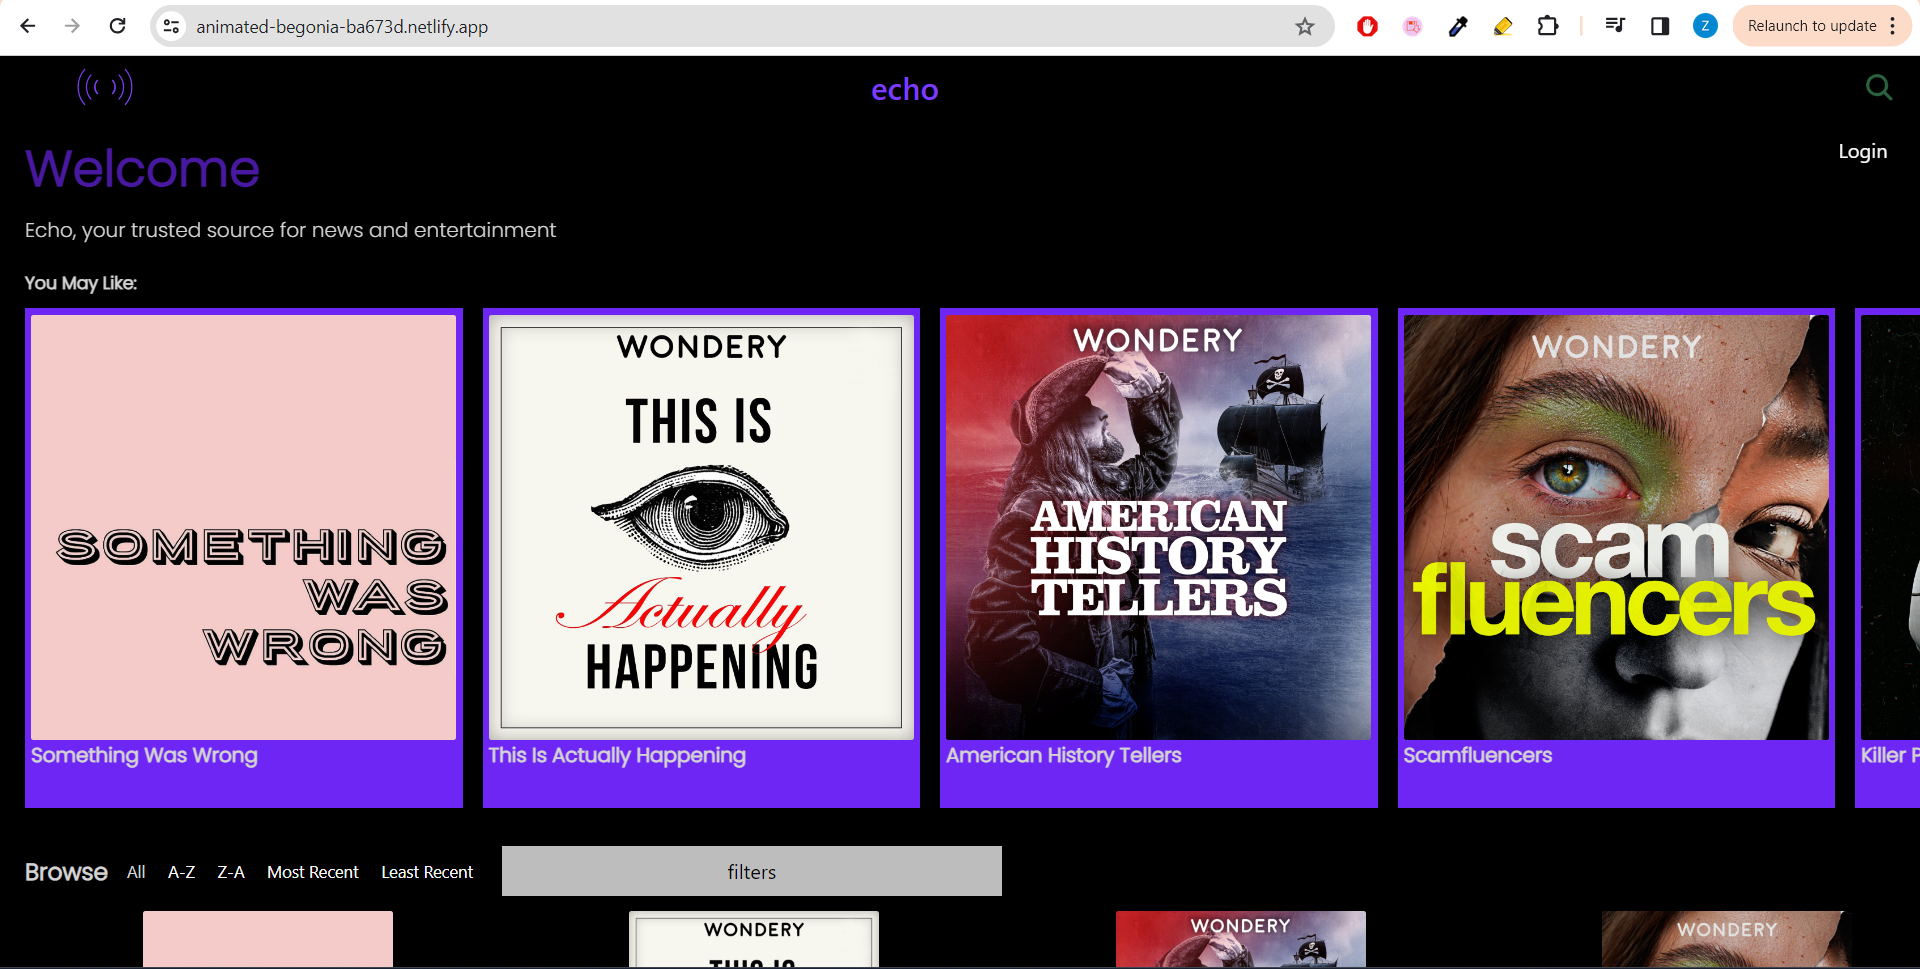 animated-begonia-ba673d.netlify.app
Z
Relaunch to update
echo
Welcome
Login
Echo, your trusted source for news and entertainment
You May Like:
SOMETHING
WAS
WRONG
Something Was Wrong
WONDERY
THIS IS
Actually
HAPPENING
This Is Actually Happening
WONDERY
AMERICAN
HISTORY
TELLERS
American History Tellers
WONDERY
scam
fluencers
Scamfluencers
Killer P
Browse All A-Z Z-A Most Recent Least Recent filters
WONDERY
THIS IS
WONDERY
WONDERY